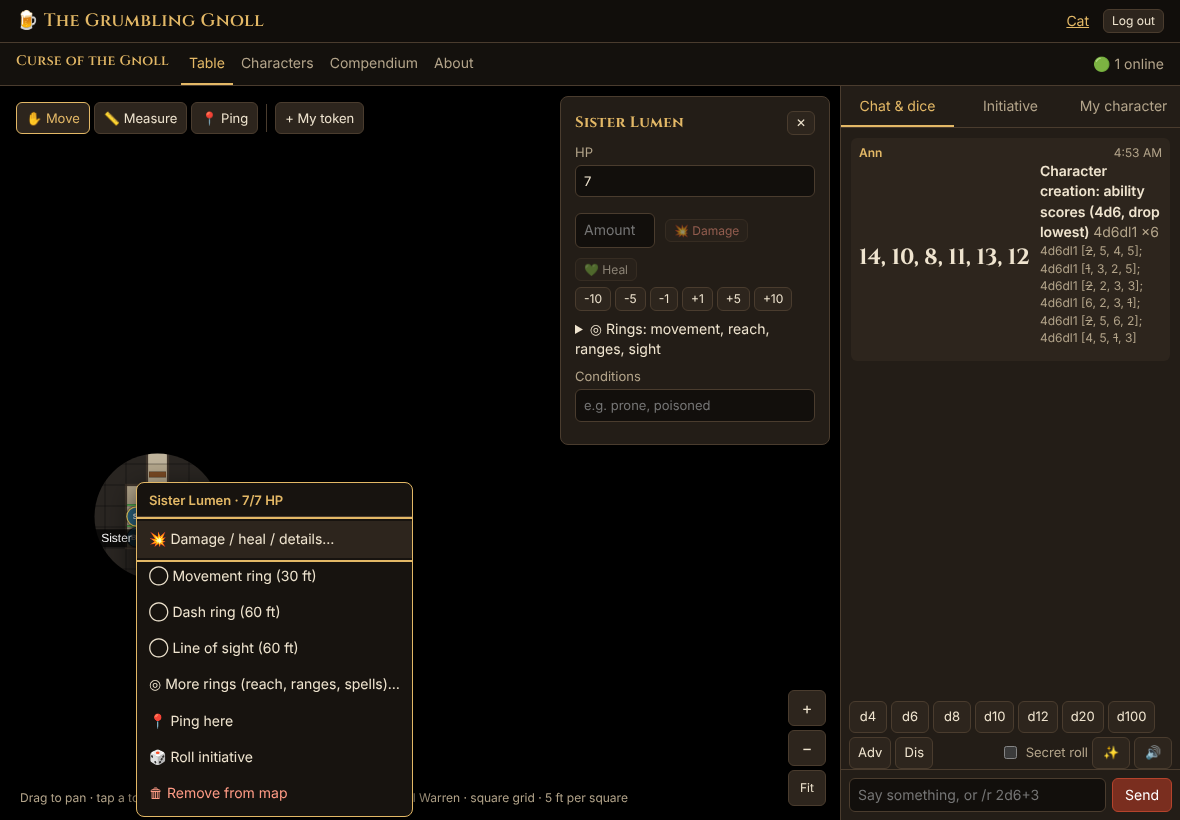 The Grumbling Gnoll
Cat
Log out
Curse of the Gnoll
Table
Characters
Compendium
About
1 online
Move
Measure
Ping
+ My token
Sister Lumen
×
HP
7
Amount
Damage
Heal
-10
-5
-1
+1
+5
+10
Rings: movement, reach,
ranges, sight
Conditions
e.g. prone, poisoned
Chat & dice
Initiative
My character
Ann
4:53 AM
14, 10, 8, 11, 13, 12
Character
creation: ability
scores (4d6, drop
lowest) 4d6dl1 ×6
4d6dl1 [2, 5, 4, 5];
4d6dl1 [1, 3, 2, 5];
4d6dl1 [2, 2, 3, 3];
4d6dl1 [6, 2, 3, 1];
4d6dl1 [2, 5, 6, 2];
4d6dl1 [4, 5, 1, 3]
Sister
Sister Lumen · 7/7 HP
Damage / heal / details...
Movement ring (30 ft)
Dash ring (60 ft)
Line of sight (60 ft)
More rings (reach, ranges, spells)...
Ping here
Roll initiative
Remove from map
+
−
Fit
Drag to pan · tap a
Warren · square grid · 5 ft per square
d4
d6
d8
d10
d12
d20
d100
Adv
Dis
Secret roll
Say something, or /r 2d6+3
Send